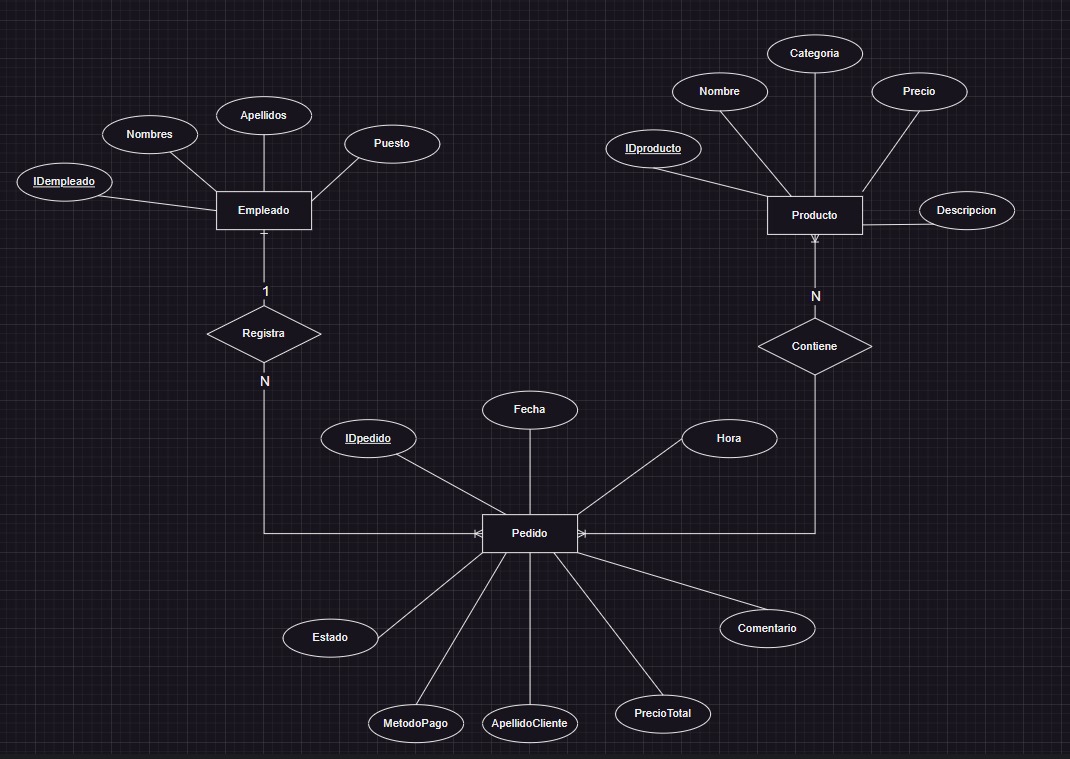 Categoria
Nombre
Precio
Apellidos
Nombres
Puesto
IDproducto
IDempleado
Empleado
Producto
Descripcion
1
N
Registra
Contiene
N
Fecha
IDpedido
Hora
Pedido
Estado
Comentario
MetodoPago
ApellidoCliente
PrecioTotal